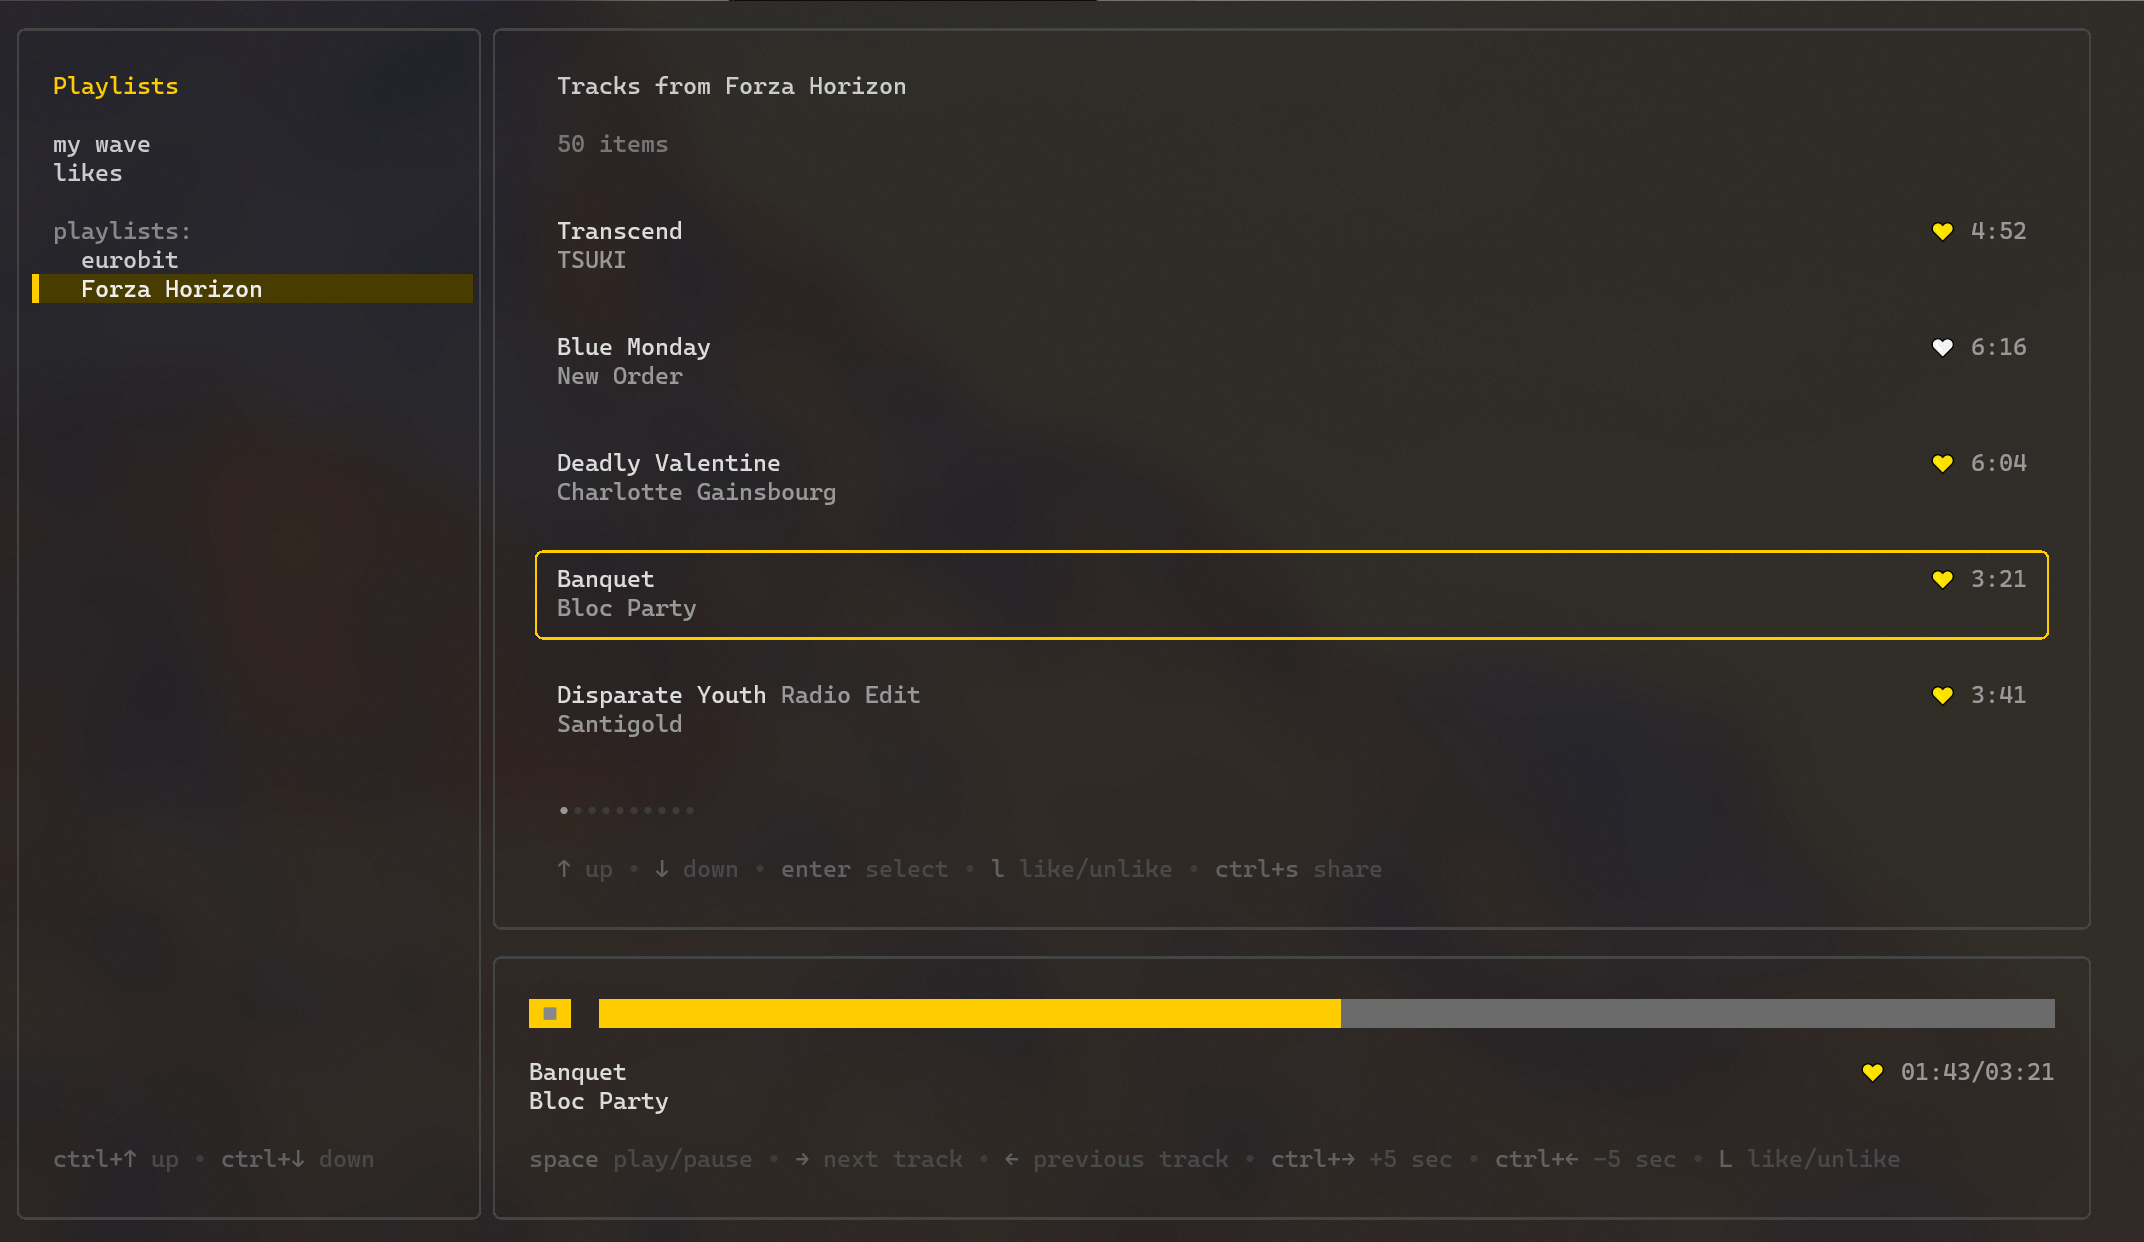 Playlists
my wave
likes
playlists:
eurobit
Forza Horizon
ctrl+↑ up • ctrl+↓ down
Tracks from Forza Horizon
50 items
Transcend 4:52
TSUKI
Blue Monday 6:16
New Order
Deadly Valentine 6:04
Charlotte Gainsbourg
Banquet 3:21
Bloc Party
Disparate Youth Radio Edit 3:41
Santigold
↑ up • ↓ down • enter select • l like/unlike • ctrl+s share
Banquet 01:43/03:21
Bloc Party
space play/pause • → next track • ← previous track • ctrl+→ +5 sec • ctrl+← -5 sec • L like/unlike